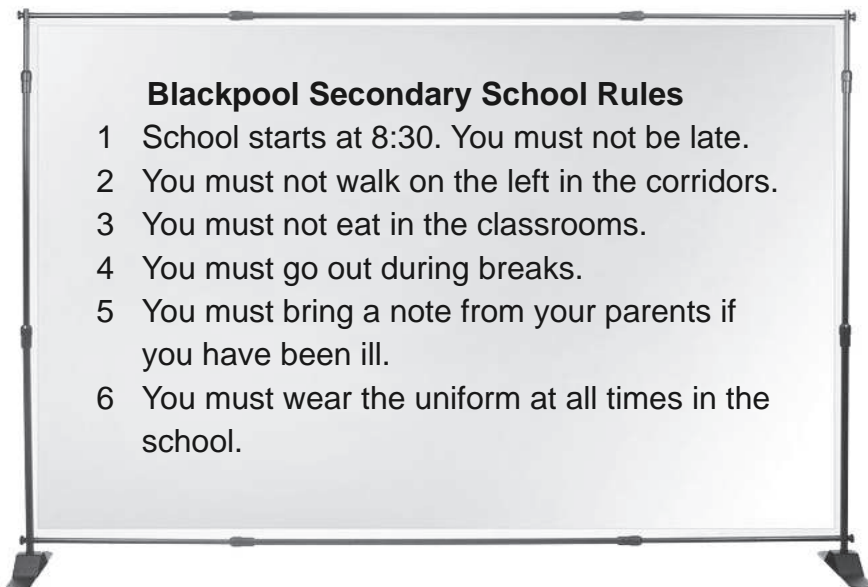 Blackpool Secondary School Rules
1 School starts at 8:30. You must not be late.
2 You must not walk on the left in the corridors.
3 You must not eat in the classrooms.
4 You must go out during breaks.
5 You must bring a note from your parents if
you have been ill.
6 You must wear the uniform at all times in the
school.